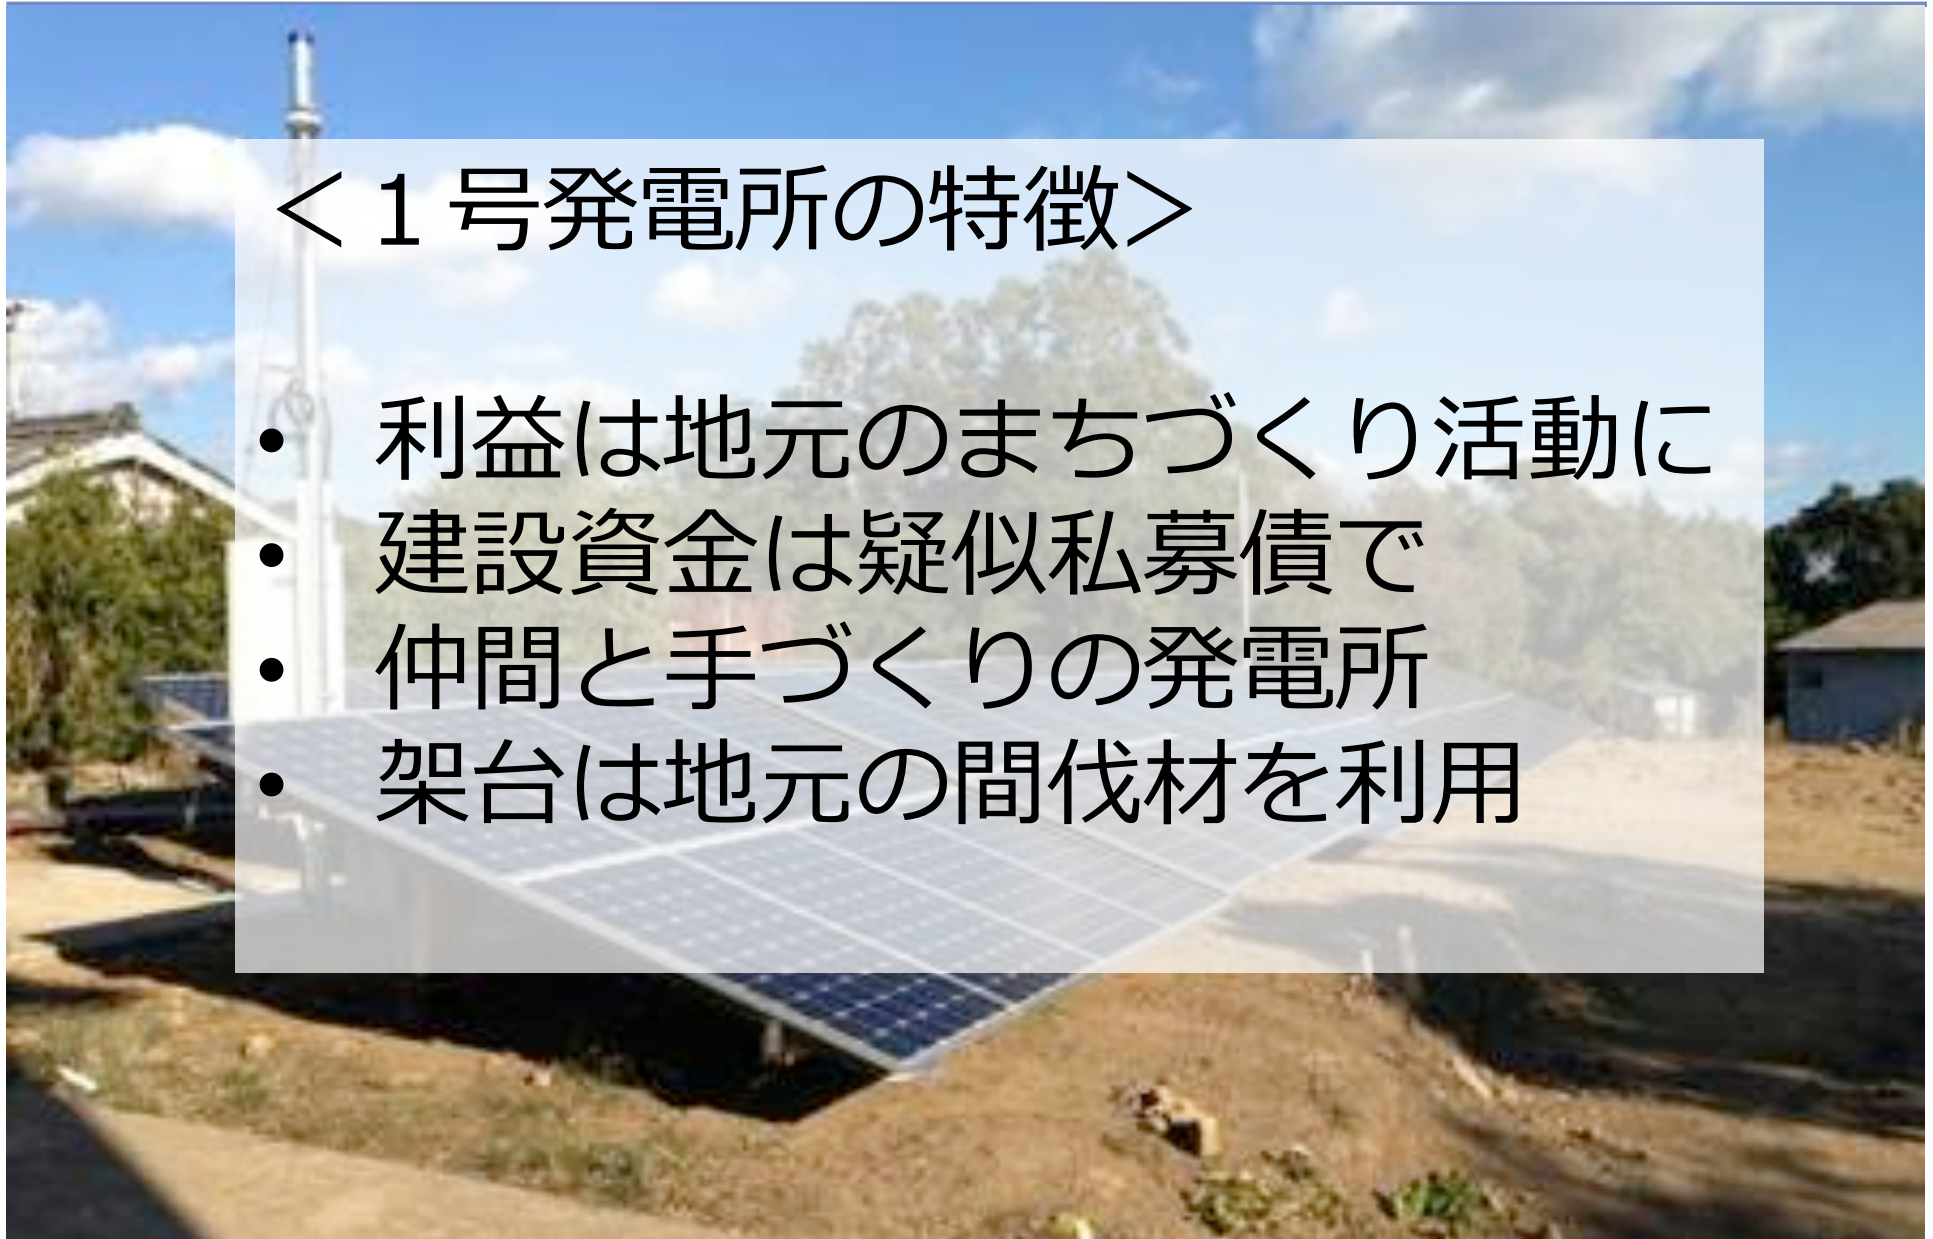 ＜１号発電所の特徴＞
• 利益は地元のまちづくり活動に
• 建設資金は疑似私募債で
• 仲間と手づくりの発電所
• 架台は地元の間伐材を利用